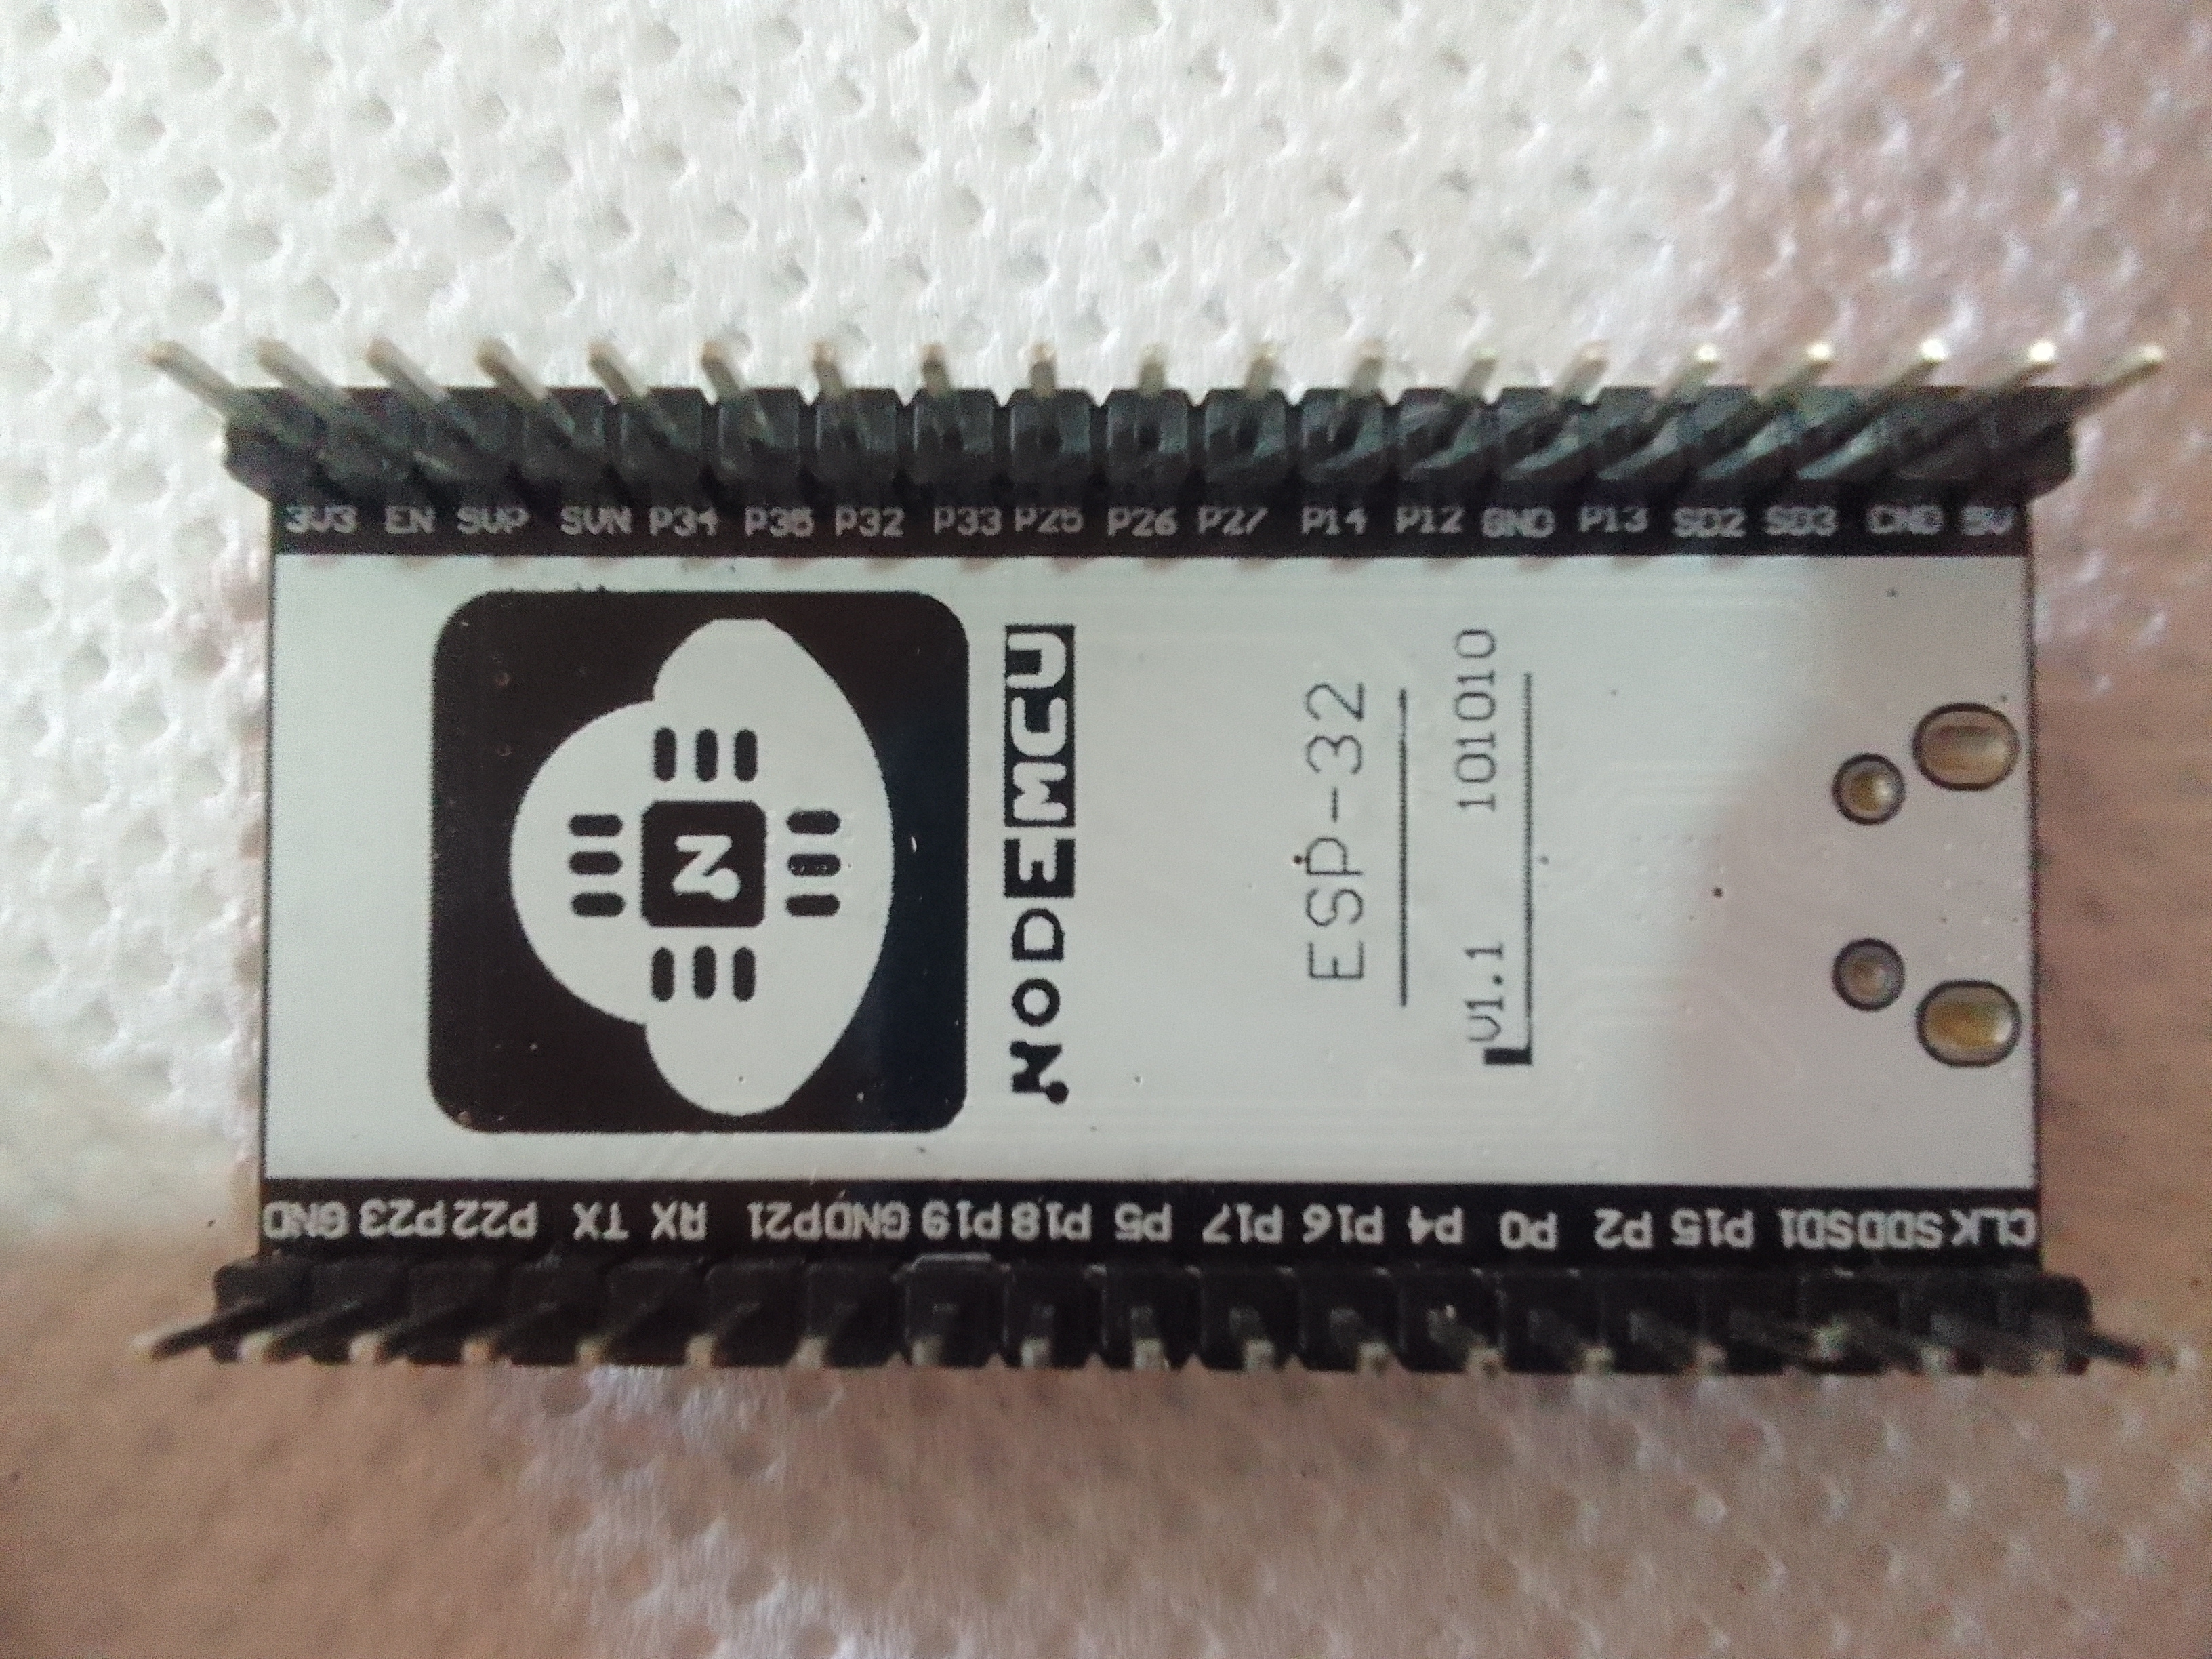 3V3 EN SVP SVN P34 P35 P32 P33 P25 P26 P27 P14 P12 GND P13 SD2 SD3 GND 5V
NODEMCU
ESP-32
V1.1 101010
CLK SDD SD1 P15 P2 P0 P4 P16 P17 P5 P18 P19 GND P21 RX TX P22 P23 GND